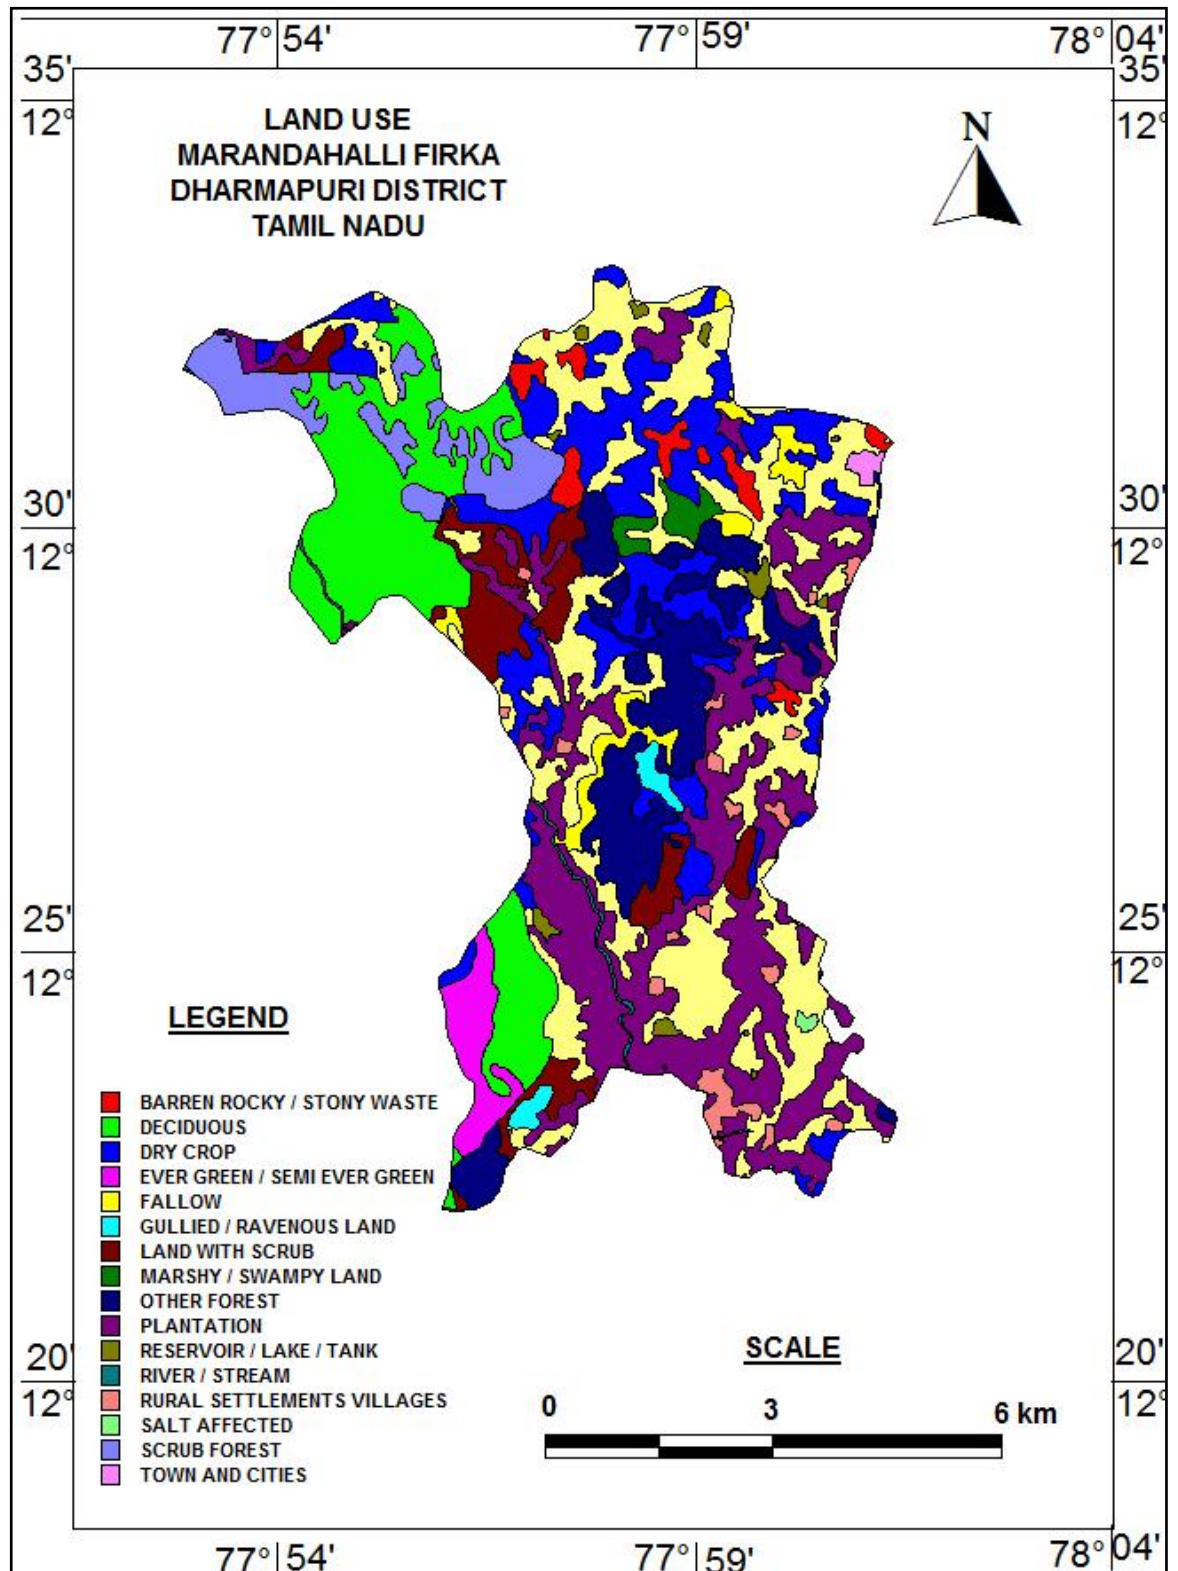 77° 54' 77° 59' 78° 04'
35' 35'
12° 12°
LAND USE
MARANDAHALLI FIRKA
DHARMAPURI DISTRICT
TAMIL NADU
N
30' 30'
12° 12°
25' 25'
12° 12°
LEGEND
BARREN ROCKY / STONY WASTE
DECIDUOUS
DRY CROP
EVER GREEN / SEMI EVER GREEN
FALLOW
GULLIED / RAVENOUS LAND
LAND WITH SCRUB
MARSHY / SWAMPY LAND
OTHER FOREST
PLANTATION
RESERVOIR / LAKE / TANK
RIVER / STREAM
RURAL SETTLEMENTS VILLAGES
SALT AFFECTED
SCRUB FOREST
TOWN AND CITIES
SCALE
0 3 6 km
20' 20'
12° 12°
77° 54' 77° 59' 78° 04'